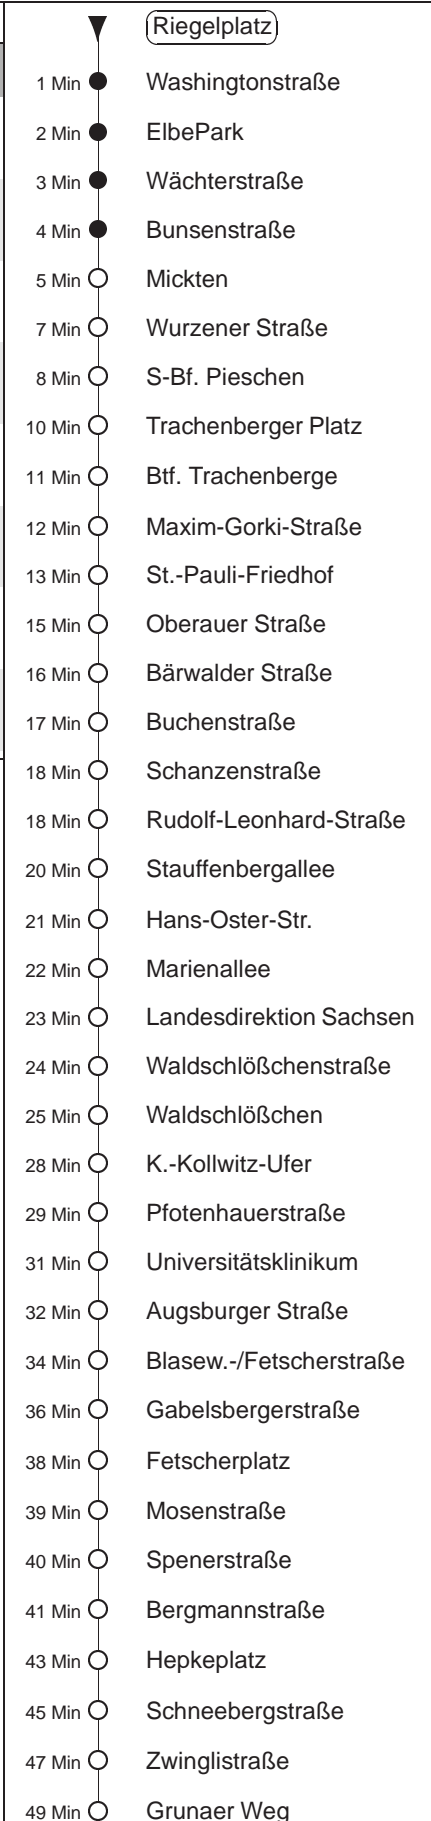 Riegelplatz
1 Min Washingtonstraße
2 Min ElbePark
3 Min Wächterstraße
4 Min Bunsenstraße
5 Min Mickten
7 Min Wurzener Straße
8 Min S-Bf. Pieschen
10 Min Trachenberger Platz
11 Min Btf. Trachenberge
12 Min Maxim-Gorki-Straße
13 Min St.-Pauli-Friedhof
15 Min Oberauer Straße
16 Min Bärwalder Straße
17 Min Buchenstraße
18 Min Schanzenstraße
18 Min Rudolf-Leonhard-Straße
20 Min Stauffenbergallee
21 Min Hans-Oster-Str.
22 Min Marienallee
23 Min Landesdirektion Sachsen
24 Min Waldschlößchenstraße
25 Min Waldschlößchen
28 Min K.-Kollwitz-Ufer
29 Min Pfotenhauerstraße
31 Min Universitätsklinikum
32 Min Augsburger Straße
34 Min Blasew.-/Fetscherstraße
36 Min Gabelsbergerstraße
38 Min Fetscherplatz
39 Min Mosenstraße
40 Min Spenerstraße
41 Min Bergmannstraße
43 Min Hepkeplatz
45 Min Schneebergstraße
47 Min Zwinglistraße
49 Min Grunaer Weg